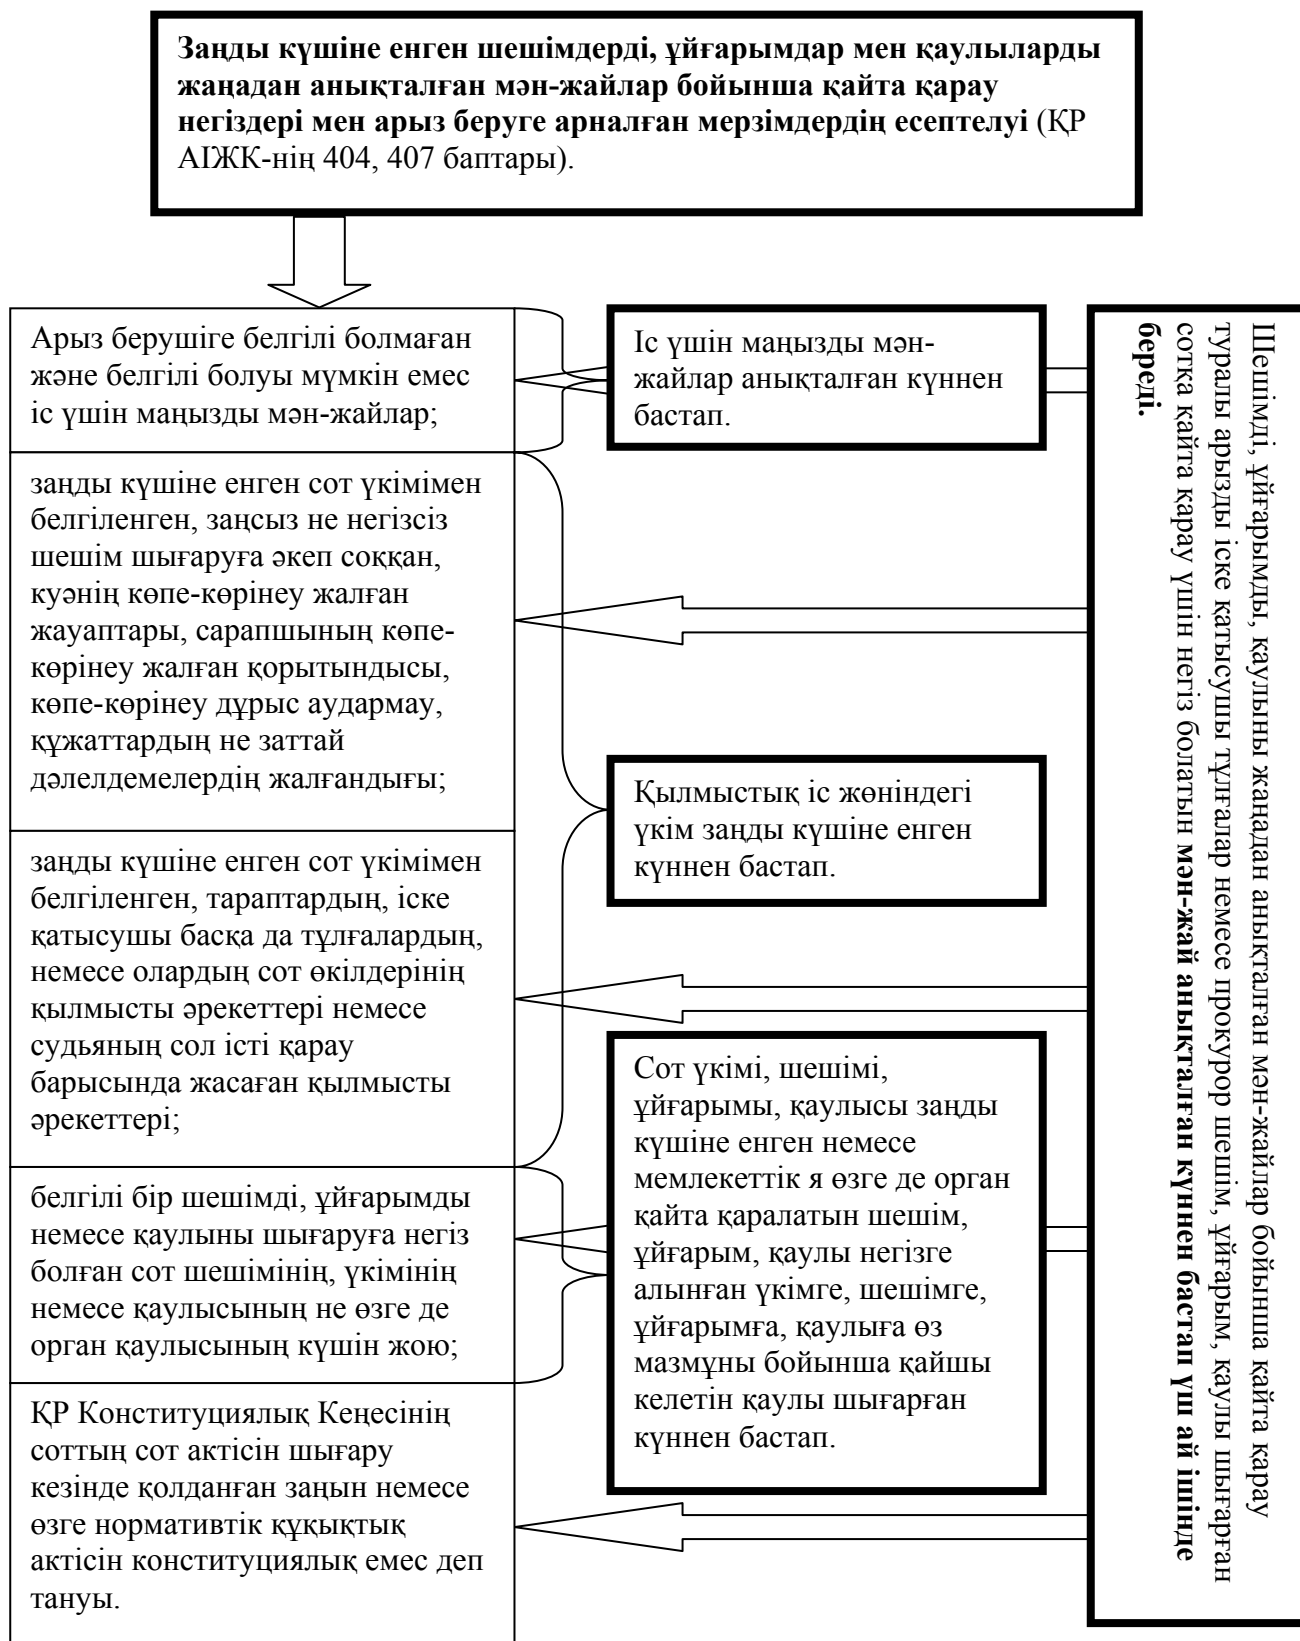 Заңды күшіне енген шешімдерді, ұйғарымдар мен қаулыларды
жаңадан анықталған мән-жайлар бойынша қайта қарау
негіздері мен арыз беруге арналған мерзімдердің есептелуі (ҚР
АІЖК-нің 404, 407 баптары).
Арыз берушіге белгілі болмаған
және белгілі болуы мүмкін емес
іс үшін маңызды мән-жайлар;
заңды күшіне енген сот үкімімен
белгіленген, заңсыз не негізсіз
шешім шығаруға әкеп соққан,
куәнің көпе-көрінеу жалған
жауаптары, сарапшының көпе-
көрінеу жалған қорытындысы,
көпе-көрінеу дұрыс аудармау,
құжаттардың не заттай
дәлелдемелердің жалғандығы;
заңды күшіне енген сот үкімімен
белгіленген, тараптардың, іске
қатысушы басқа да тұлғалардың,
немесе олардың сот өкілдерінің
қылмысты әрекеттері немесе
судьяның сол істі қарау
барысында жасаған қылмысты
әрекеттері;
белгілі бір шешімді, ұйғарымды
немесе қаулыны шығаруға негіз
болған сот шешімінің, үкімінің
немесе қаулысының не өзге де
орган қаулысының күшін жою;
ҚР Конституциялық Кеңесінің
соттың сот актісін шығару
кезінде қолданған заңын немесе
өзге нормативтік құқықтық
актісін конституциялық емес деп
тануы.
Іс үшін маңызды мән-
жайлар анықталған күннен
бастап.
Қылмыстық іс жөніндегі
үкім заңды күшіне енген
күннен бастап.
Сот үкімі, шешімі,
ұйғарымы, қаулысы заңды
күшіне енген немесе
мемлекеттік я өзге де орган
қайта қаралатын шешім,
ұйғарым, қаулы негізге
алынған үкімге, шешімге,
ұйғарымға, қаулыға өз
мазмұны бойынша қайшы
келетін қаулы шығарған
күннен бастап.
Шешімді, ұйғарымды, қаулыны жаңадан анықталған мән-жайлар бойынша қайта қарау
туралы арызды іске қатысушы тұлғалар немесе прокурор шешім, ұйғарым, қаулы шығарған
сотқа қайта қарау үшін негіз болатын мән-жай анықталған күннен бастап үш ай ішінде
береді.